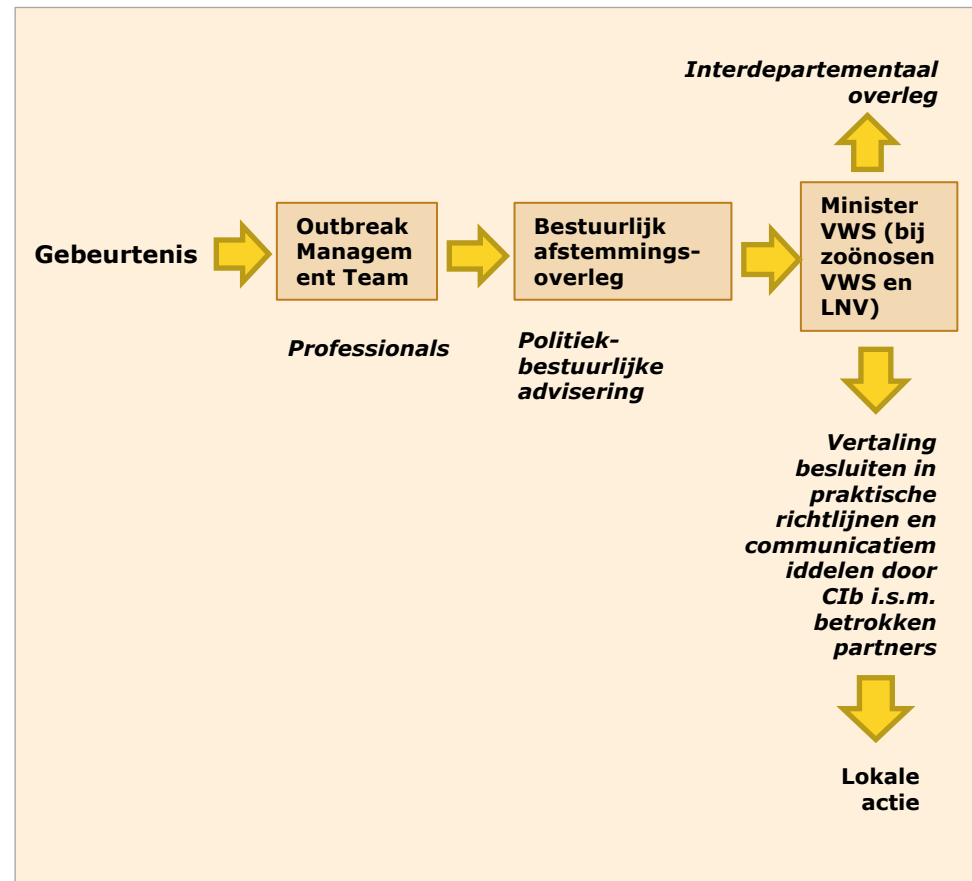 Interdepartementaal
overleg
Gebeurtenis
Outbreak
Managem
ent Team
Bestuurlijk
afstemmings-
overleg
Minister
VWS (bij
zoönosen
VWS en
LNV)
Professionals
Politiek-
bestuurlijke
advisering
Vertaling
besluiten in
praktische
richtlijnen en
communicatiem
iddelen door
CIb i.s.m.
betrokken
partners
Lokale
actie